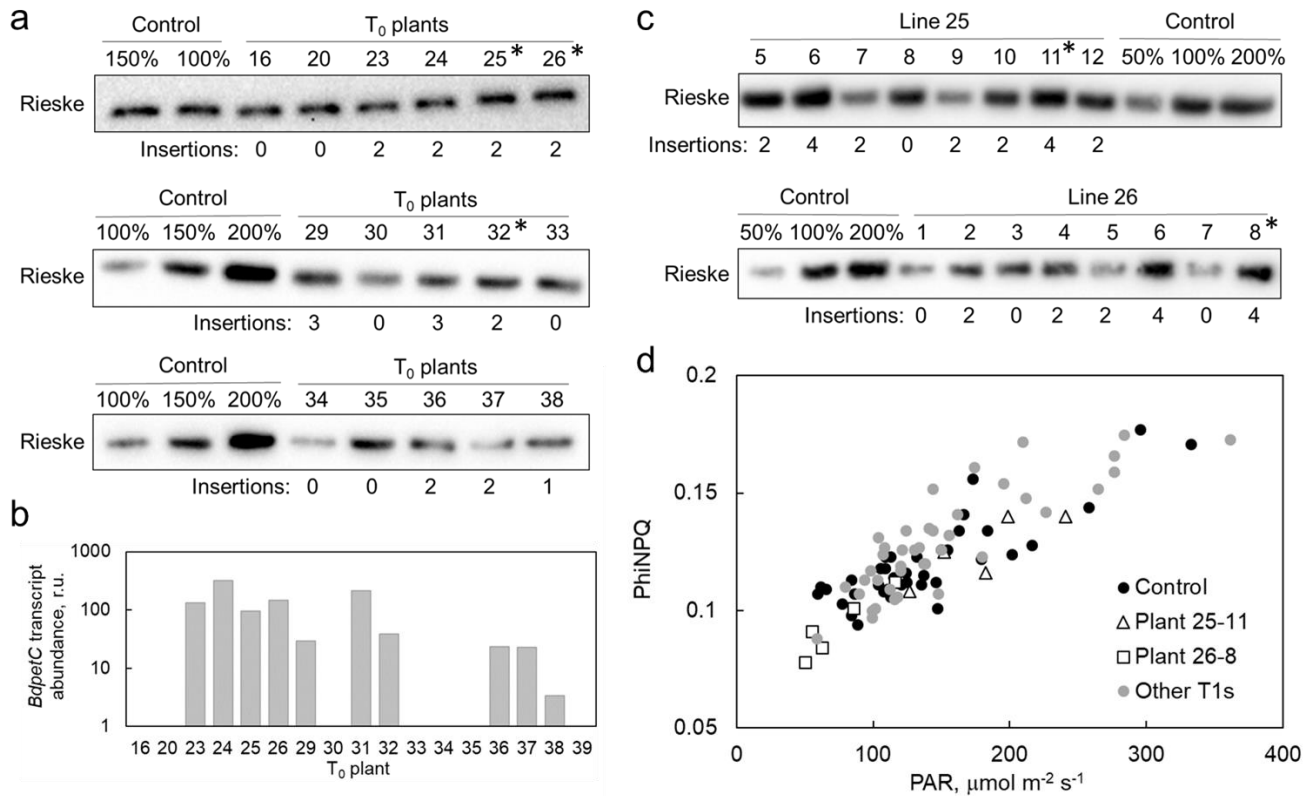 a
Control T₀ plants
150% 100% 16 20 23 24 25* 26*
Rieske
Insertions: 0 0 2 2 2 2
Control T₀ plants
100% 150% 200% 29 30 31 32* 33
Rieske
Insertions: 3 0 3 2 0
Control T₀ plants
100% 150% 200% 34 35 36 37 38
Rieske
Insertions: 0 0 2 2 1
b
BdpetC transcript
abundance, r.u.
1000
100
10
1
16 20 23 24 25 26 29 30 31 32 33 34 35 36 37 38 39
T₀ plant
c
Line 25 Control
5 6 7 8 9 10 11* 12 50% 100% 200%
Rieske
Insertions: 2 4 2 0 2 2 4 2
Control Line 26
50% 100% 200% 1 2 3 4 5 6 7 8*
Rieske
Insertions: 0 2 0 2 2 4 0 4
d
PhiNPQ
0.2
0.15
0.1
0.05
0 100 200 300 400
PAR, μmol m⁻² s⁻¹
Control
Plant 25-11
Plant 26-8
Other T1s